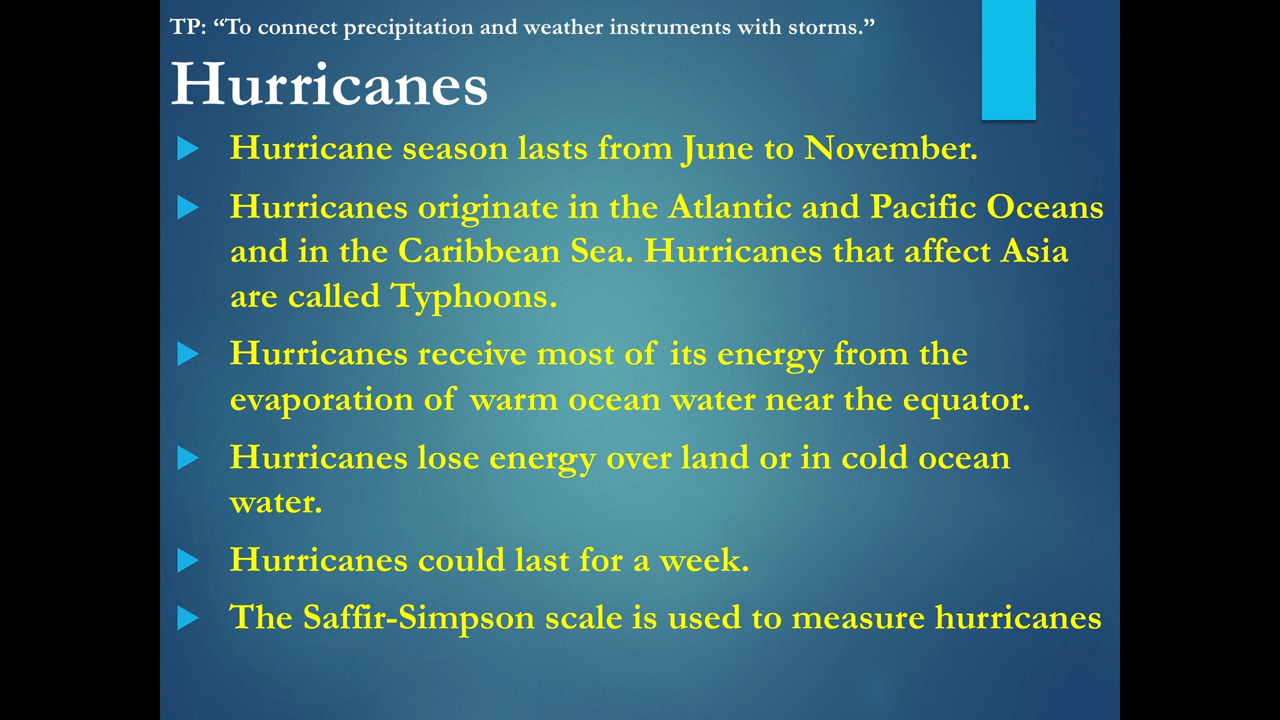 TP: “To connect precipitation and weather instruments with storms.”
Hurricanes
Hurricane season lasts from June to November.
Hurricanes originate in the Atlantic and Pacific Oceans
and in the Caribbean Sea. Hurricanes that affect Asia
are called Typhoons.
Hurricanes receive most of its energy from the
evaporation of warm ocean water near the equator.
Hurricanes lose energy over land or in cold ocean
water.
Hurricanes could last for a week.
The Saffir-Simpson scale is used to measure hurricanes